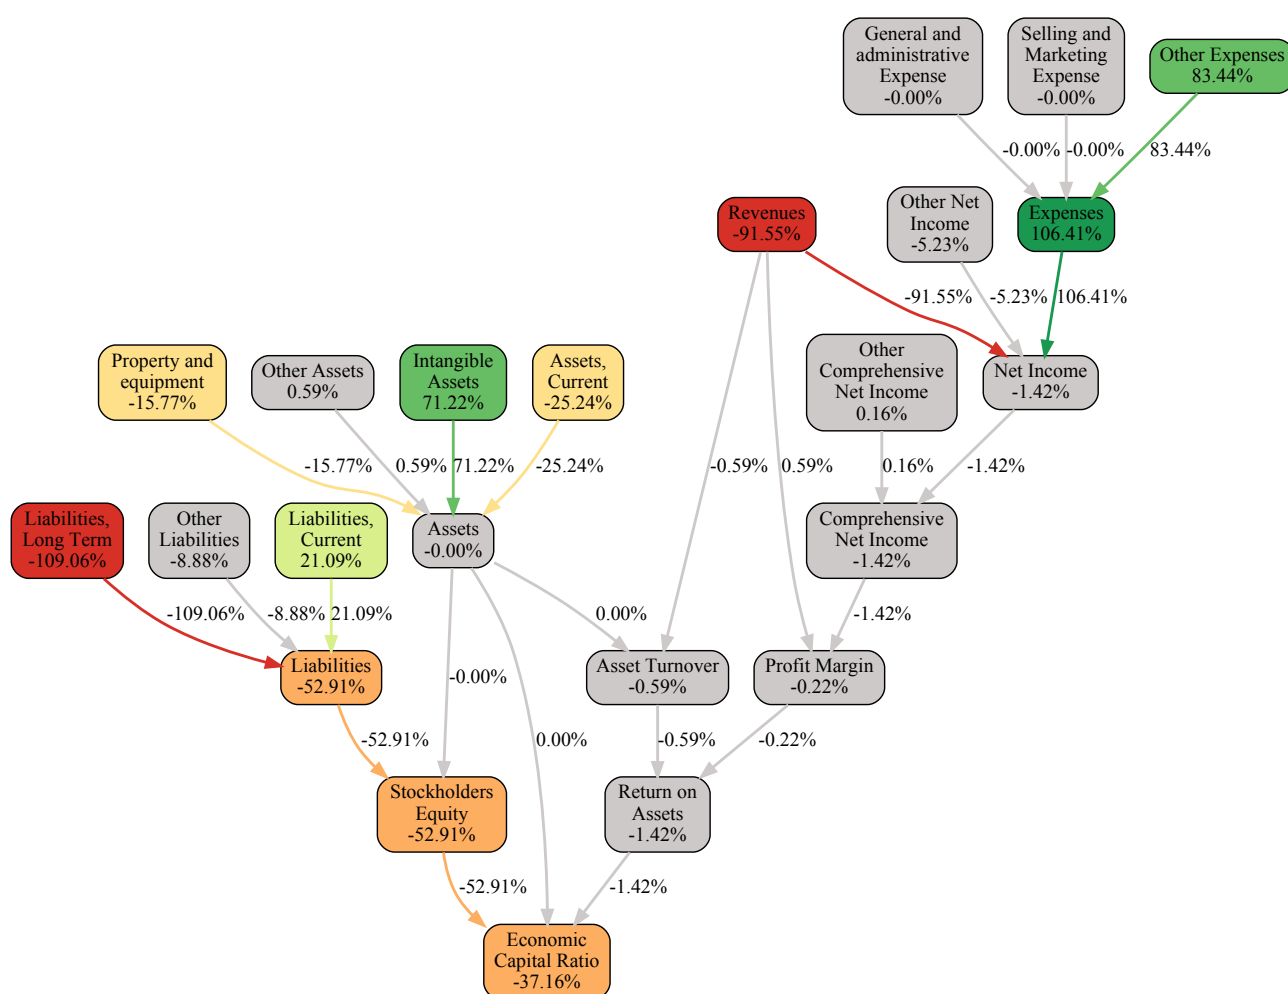 General and
administrative
Expense
-0.00%
Selling and
Marketing
Expense
-0.00%
Other Expenses
83.44%
-0.00%
-0.00%
83.44%
Revenues
-91.55%
Other Net
Income
-5.23%
Expenses
106.41%
-91.55%
-5.23%
106.41%
Property and
equipment
-15.77%
Other Assets
0.59%
Intangible
Assets
71.22%
Assets,
Current
-25.24%
Other
Comprehensive
Net Income
0.16%
Net Income
-1.42%
-15.77%
0.59%
71.22%
-25.24%
-0.59%
0.59%
0.16%
-1.42%
Liabilities,
Long Term
-109.06%
Other
Liabilities
-8.88%
Liabilities,
Current
21.09%
Assets
-0.00%
Comprehensive
Net Income
-1.42%
-109.06%
-8.88%
21.09%
0.00%
-1.42%
Liabilities
-52.91%
-0.00%
Asset Turnover
-0.59%
Profit Margin
-0.22%
-52.91%
0.00%
-0.59%
-0.22%
Stockholders
Equity
-52.91%
Return on
Assets
-1.42%
-52.91%
-1.42%
Economic
Capital Ratio
-37.16%